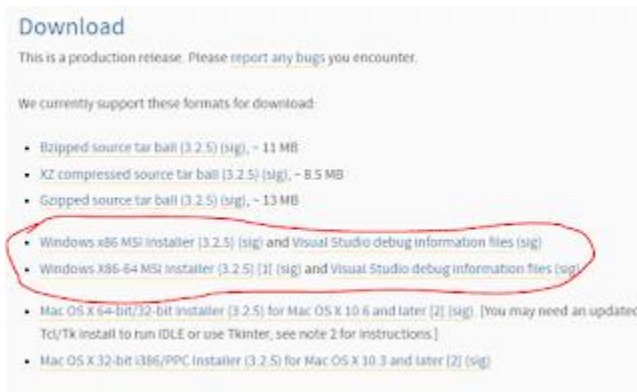 Download
This is a production release. Please report any bugs you encounter.
We currently support these formats for download:
Bzipped source tar ball (3.2.5) (sig), ~ 11 MB
XZ compressed source tar ball (3.2.5) (sig), ~ 8.5 MB
Gzipped source tar ball (3.2.5) (sig), ~ 13 MB
Windows x86 MSI Installer (3.2.5) (sig) and Visual Studio debug information files (sig)
Windows X86-64 MSI Installer (3.2.5) [1] (sig) and Visual Studio debug information files (sig)
Mac OS X 64-bit/32-bit Installer (3.2.5) for Mac OS X 10.6 and later [2] (sig). [You may need an updated
Tcl/Tk install to run IDLE or use Tkinter, see note 2 for instructions.]
Mac OS X 32-bit i386/PPC Installer (3.2.5) for Mac OS X 10.3 and later [2] (sig)